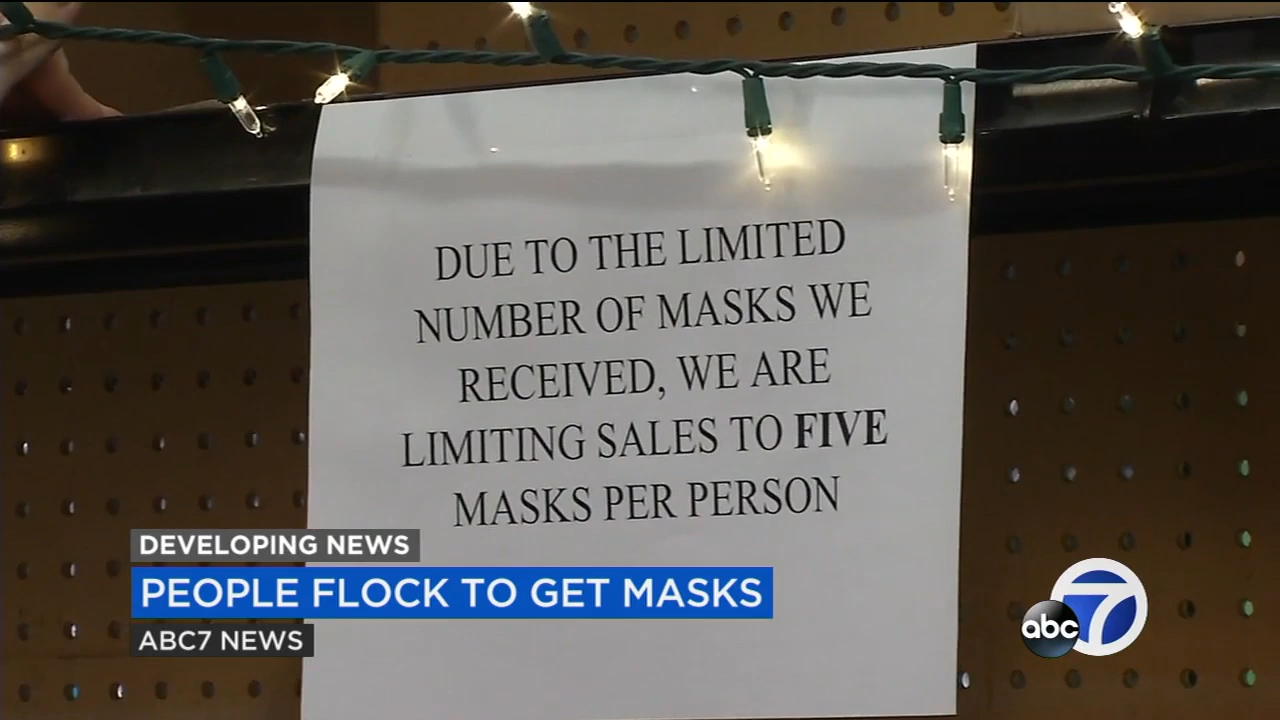 DUE TO THE LIMITED
NUMBER OF MASKS WE
RECEIVED, WE ARE
LIMITING SALES TO FIVE
MASKS PER PERSON
DEVELOPING NEWS
PEOPLE FLOCK TO GET MASKS
ABC7 NEWS
abc 7